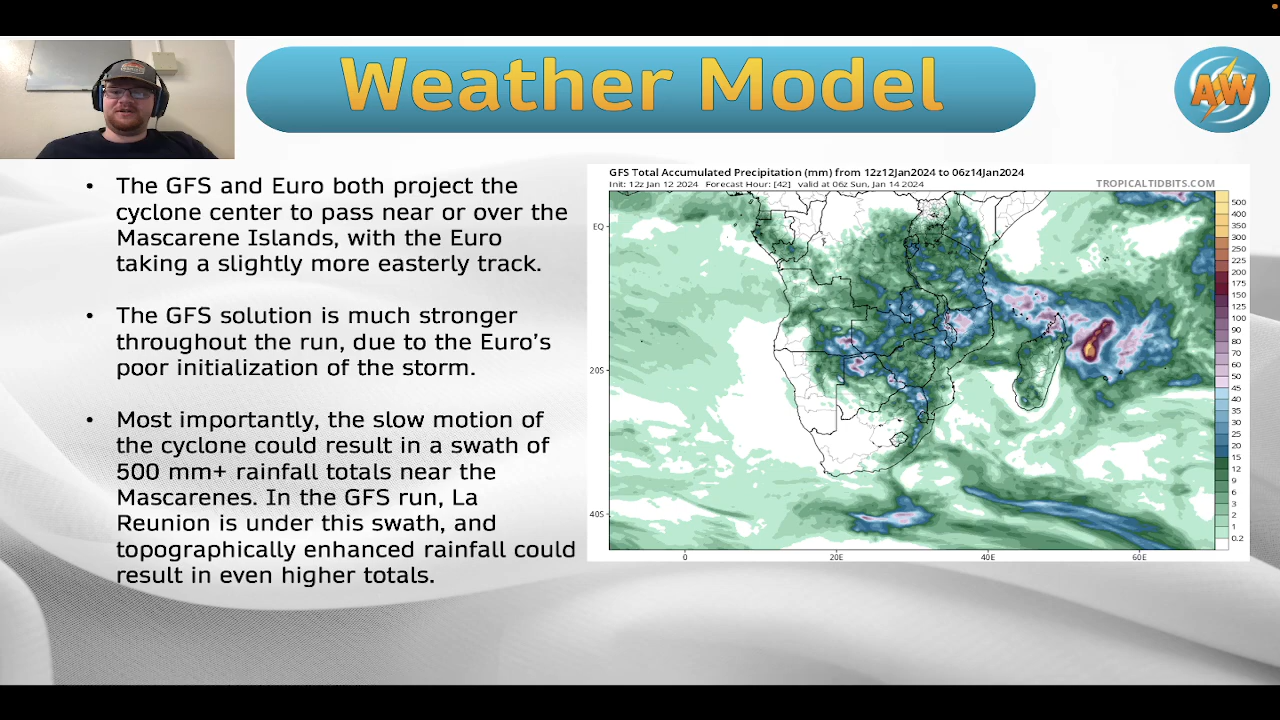 Weather Model
AW
• The GFS and Euro both project the
cyclone center to pass near or over the
Mascarene Islands, with the Euro
taking a slightly more easterly track.
• The GFS solution is much stronger
throughout the run, due to the Euro’s
poor initialization of the storm.
• Most importantly, the slow motion of
the cyclone could result in a swath of
500 mm+ rainfall totals near the
Mascarenes. In the GFS run, La
Reunion is under this swath, and
topographically enhanced rainfall could
result in even higher totals.
GFS Total Accumulated Precipitation (mm) from 12z12Jan2024 to 06z14Jan2024
Init: 12z Jan 12 2024 Forecast Hour: [42] valid at 06z Sun, Jan 14 2024
TROPICALTIDBITS.COM
EQ
20S
40S
0
20E
40E
60E
500
400
350
300
250
225
200
175
150
125
100
90
80
70
60
50
45
40
35
30
25
20
15
12
9
6
3
2
1
0.2